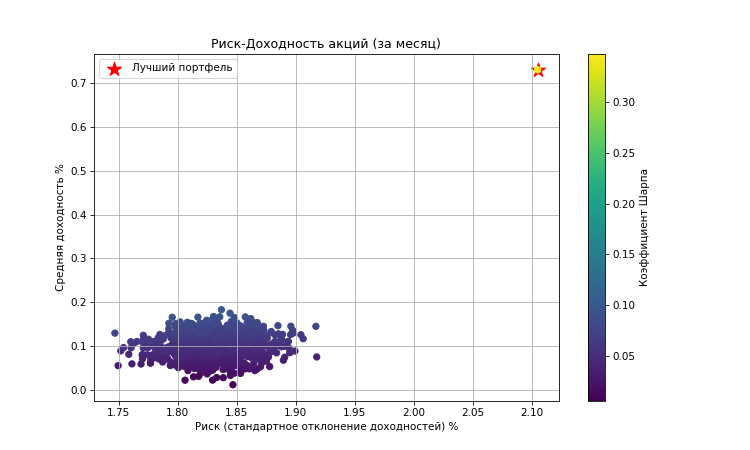 Риск-Доходность акций (за месяц)
Лучший портфель
Средняя доходность %
0.7
0.6
0.5
0.4
0.3
0.2
0.1
0.0
1.75 1.80 1.85 1.90 1.95 2.00 2.05 2.10
Риск (стандартное отклонение доходностей) %
0.30
0.25
0.20
0.15
0.10
0.05
Коэффициент Шарпа